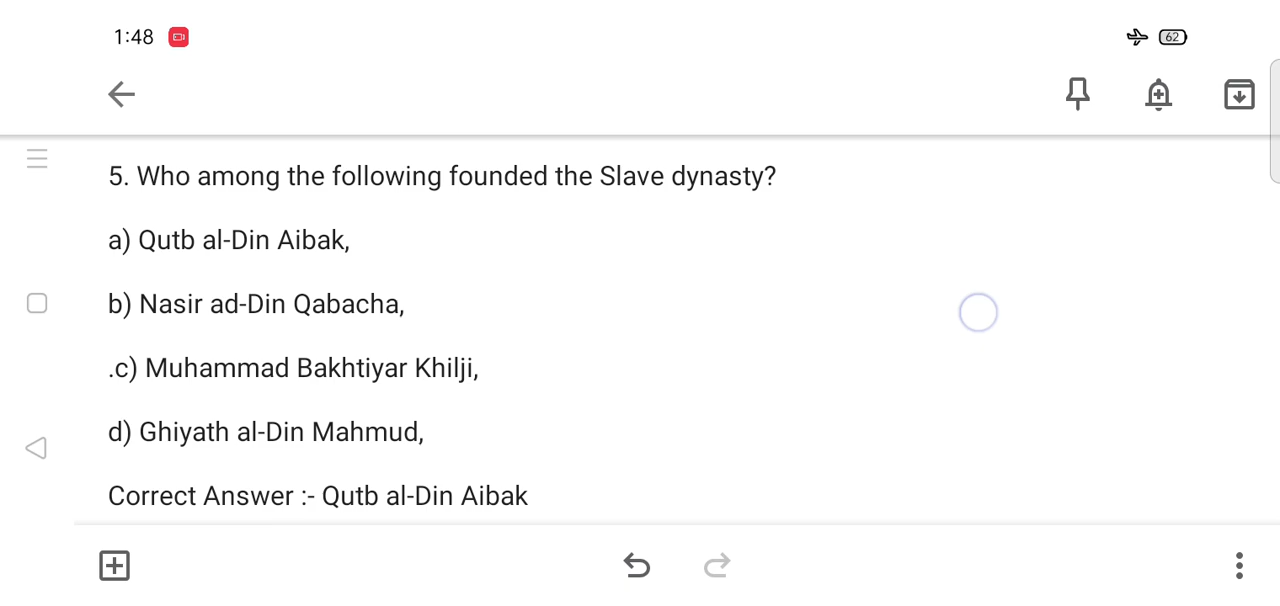 1:48
62
5. Who among the following founded the Slave dynasty?
a) Qutb al-Din Aibak,
b) Nasir ad-Din Qabacha,
.c) Muhammad Bakhtiyar Khilji,
d) Ghiyath al-Din Mahmud,
Correct Answer :- Qutb al-Din Aibak